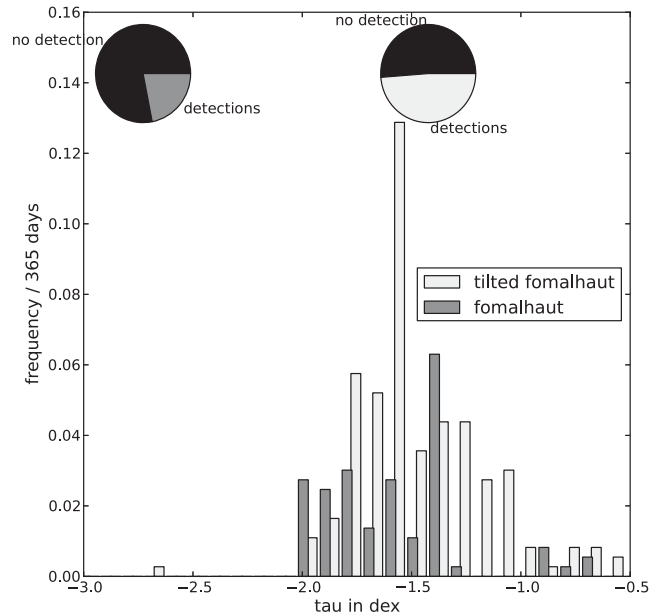 0.16
no detection
no detection
0.14
detections
detections
0.12
0.10
frequency / 365 days
0.08
tilted fomalhaut
fomalhaut
0.06
0.04
0.02
0.00
−3.0 −2.5 −2.0 −1.5 −1.0 −0.5
tau in dex